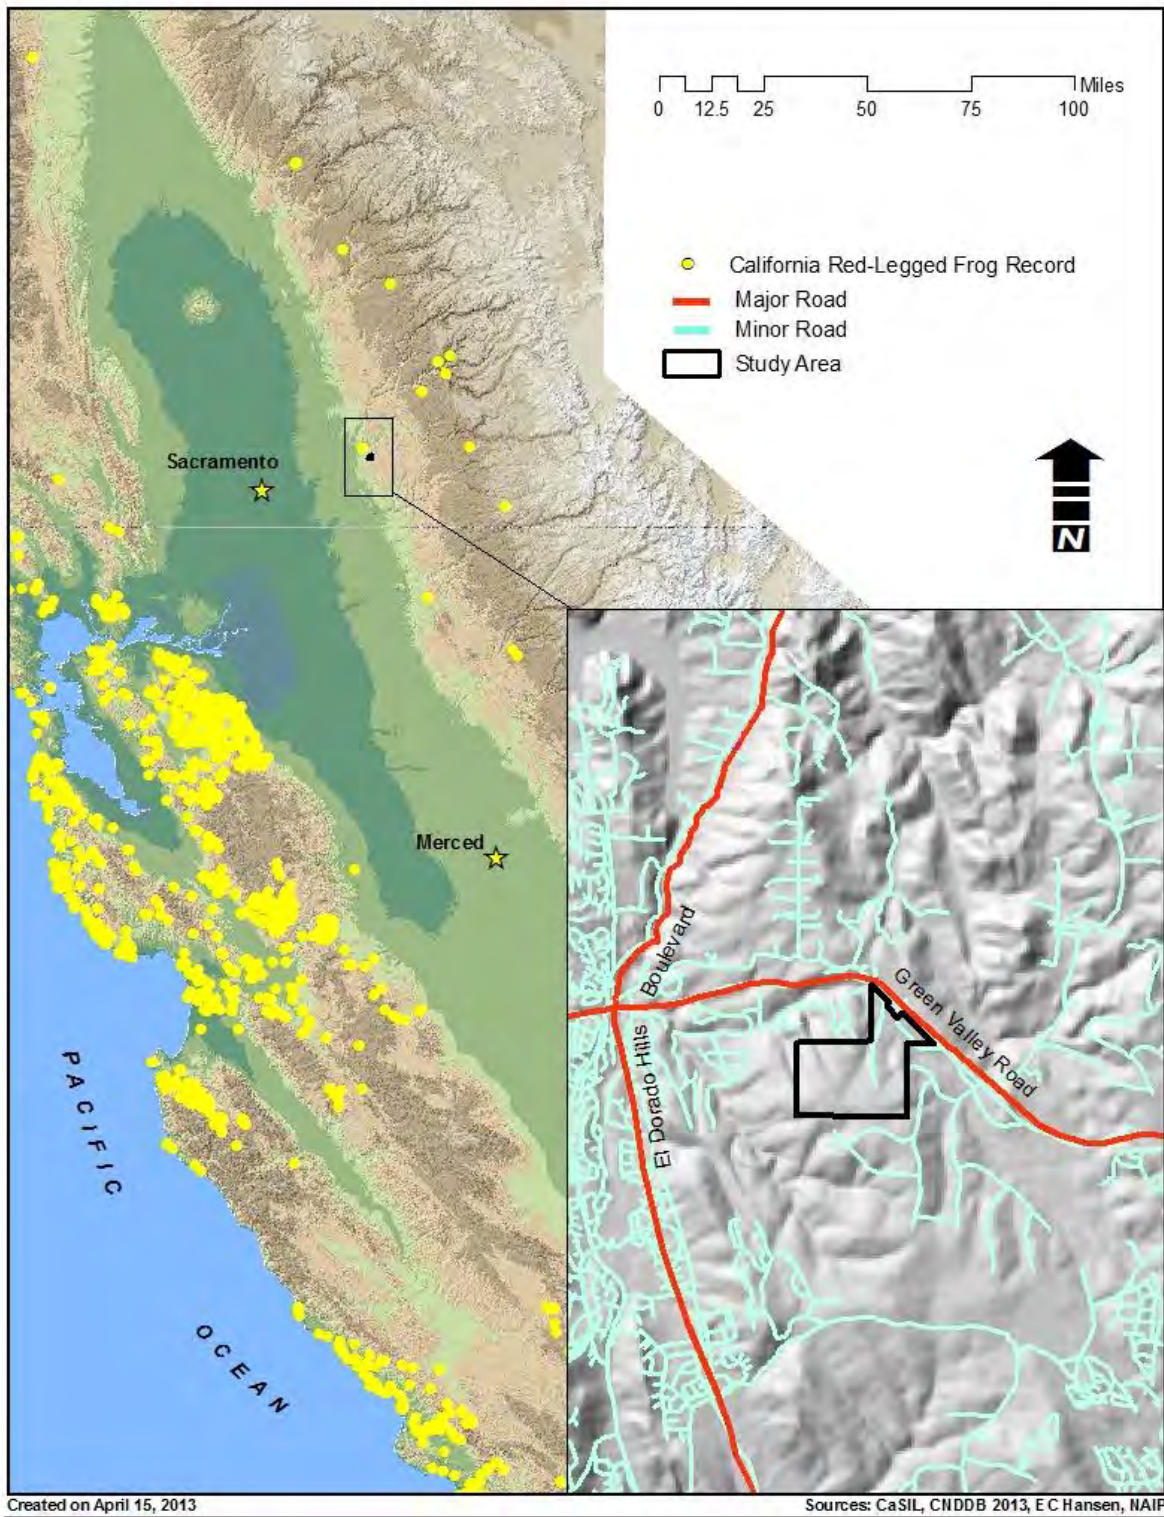 Miles
0 12.5 25 50 75 100
California Red-Legged Frog Record
Major Road
Minor Road
Study Area
N
Sacramento
Merced
PACIFIC
OCEAN
Boulevard
El Dorado Hills
Green Valley Road
Created on April 15, 2013
Sources: CaSIL, CNDDB 2013, E C Hansen, NAIP